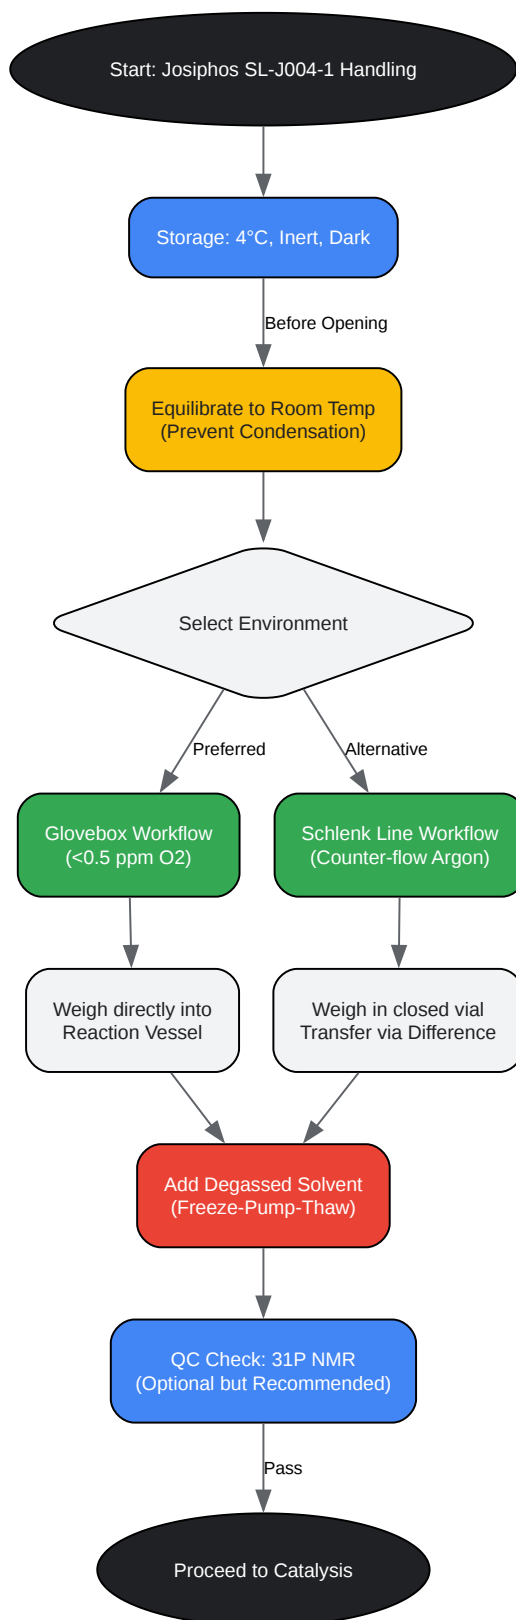 Start: Josiphos SL-J004-1 Handling
Storage: 4°C, Inert, Dark
Before Opening
Equilibrate to Room Temp
(Prevent Condensation)
Select Environment
Preferred
Alternative
Glovebox Workflow
(<0.5 ppm O2)
Schlenk Line Workflow
(Counter-flow Argon)
Weigh directly into
Reaction Vessel
Weigh in closed vial
Transfer via Difference
Add Degassed Solvent
(Freeze-Pump-Thaw)
QC Check: 31P NMR
(Optional but Recommended)
Pass
Proceed to Catalysis